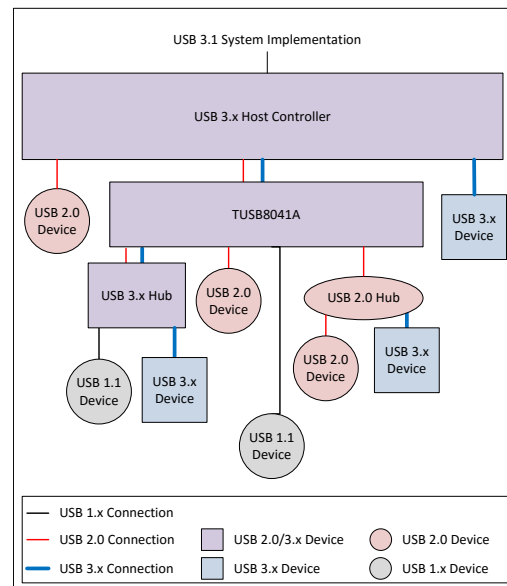 USB 3.1 System Implementation
USB 3.x Host Controller
USB 2.0
Device
TUSB8041A
USB 3.x
Device
USB 3.x Hub
USB 2.0
Device
USB 2.0 Hub
USB 1.1
Device
USB 3.x
Device
USB 2.0
Device
USB 3.x
Device
USB 1.1
Device
USB 1.x Connection
USB 2.0 Connection
USB 2.0/3.x Device
USB 2.0 Device
USB 3.x Connection
USB 3.x Device
USB 1.x Device